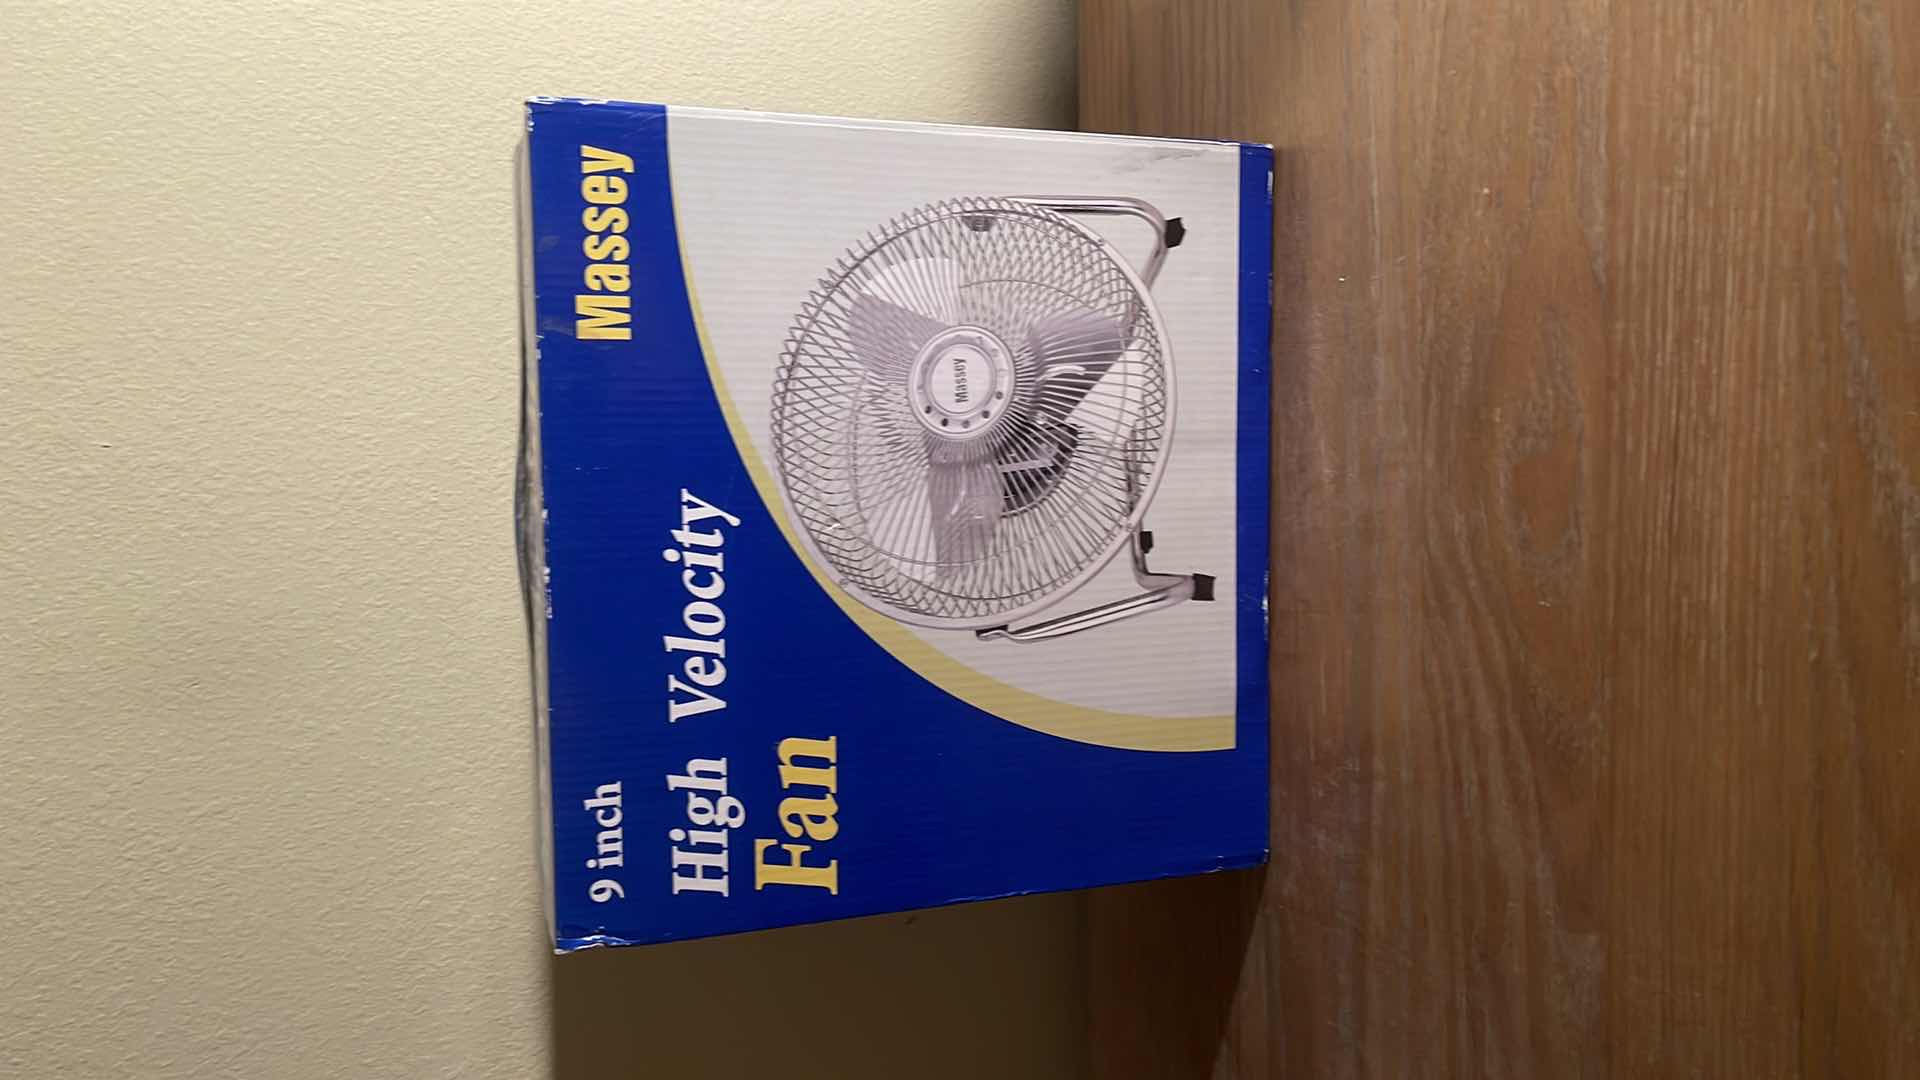 9 inch
Massey
High Velocity
Fan
Massey